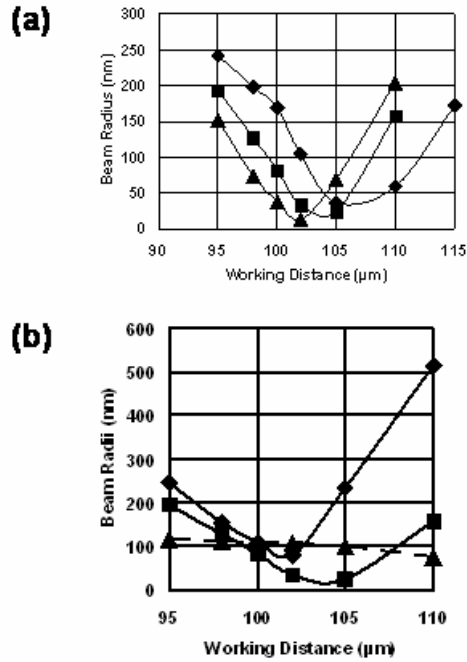 (a)
300
250
200
150
100
50
0
Beam Radius (nm)
90 95 100 105 110 115
Working Distance (µm)
(b)
600
500
400
300
200
100
0
Beam Radii (nm)
95 100 105 110
Working Distance (µm)